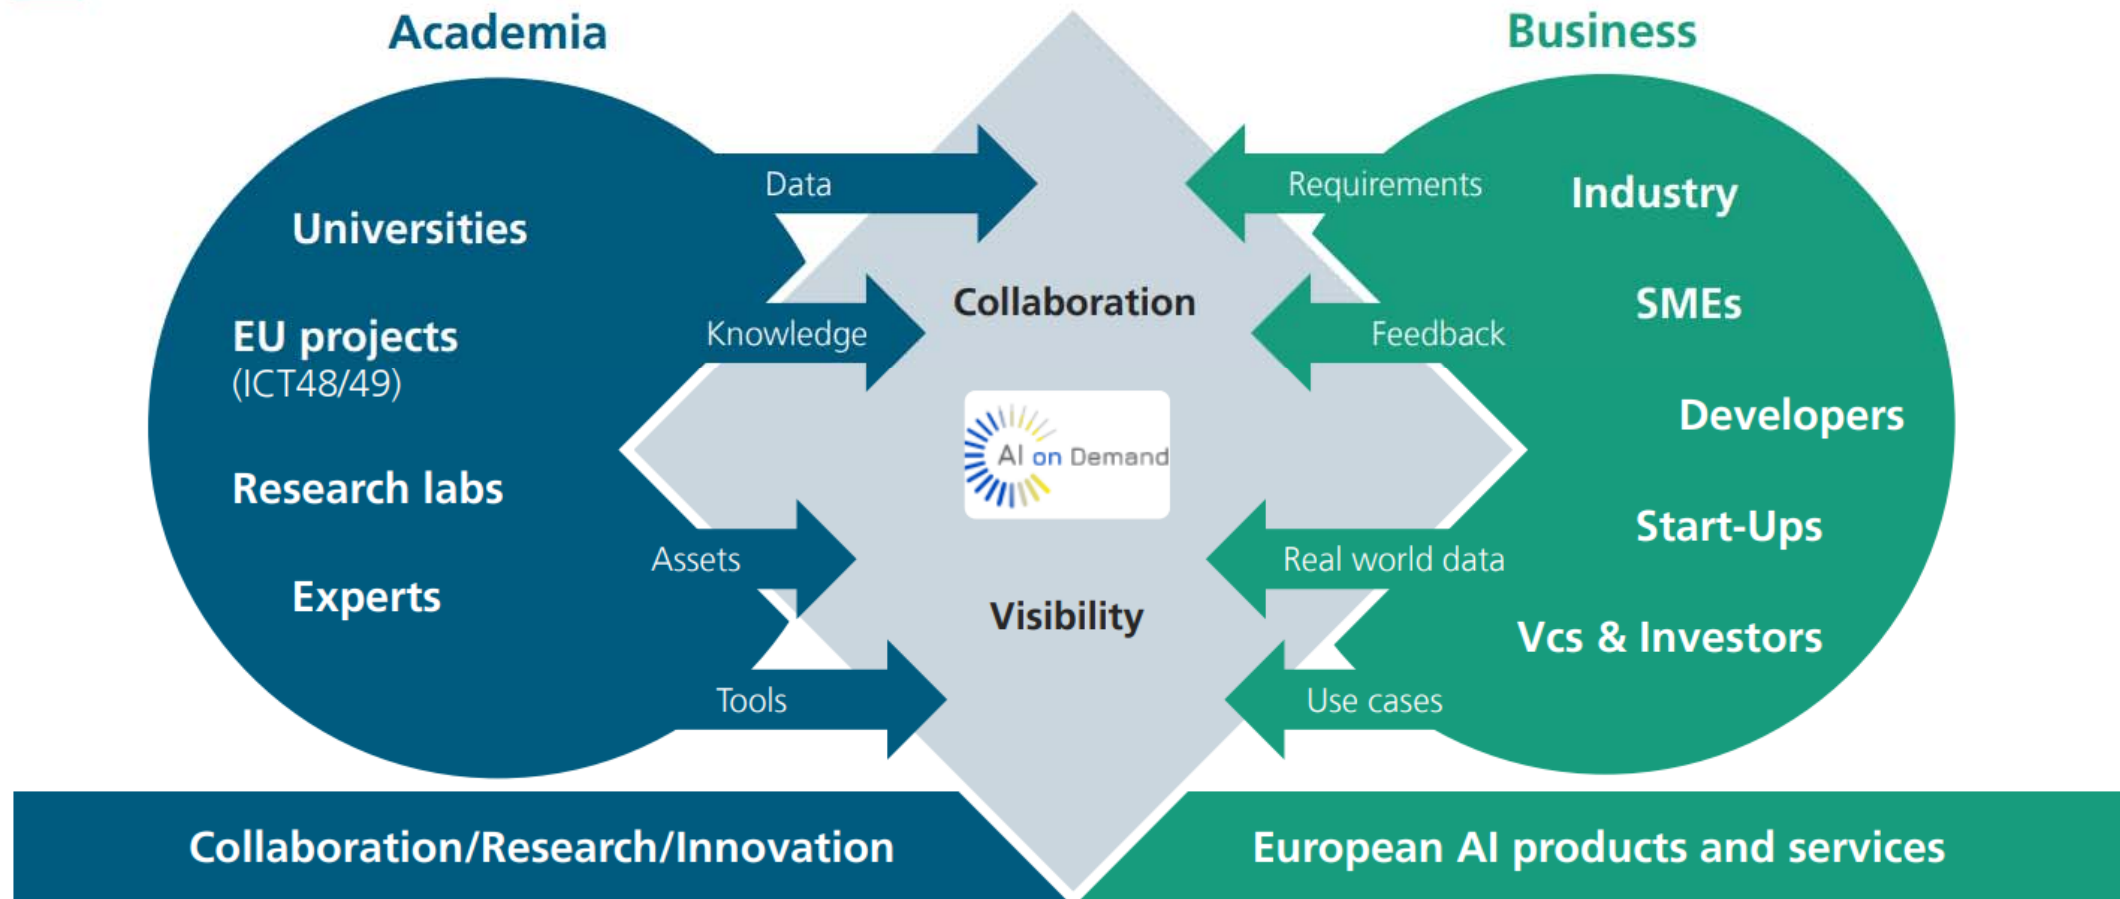 Academia
Universities
EU projects
(ICT48/49)
Research labs
Experts
Data
Knowledge
Assets
Tools
Collaboration
AI on Demand
Visibility
Business
Requirements
Feedback
Real world data
Use cases
Industry
SMEs
Developers
Start-Ups
Vcs & Investors
Collaboration/Research/Innovation
European AI products and services